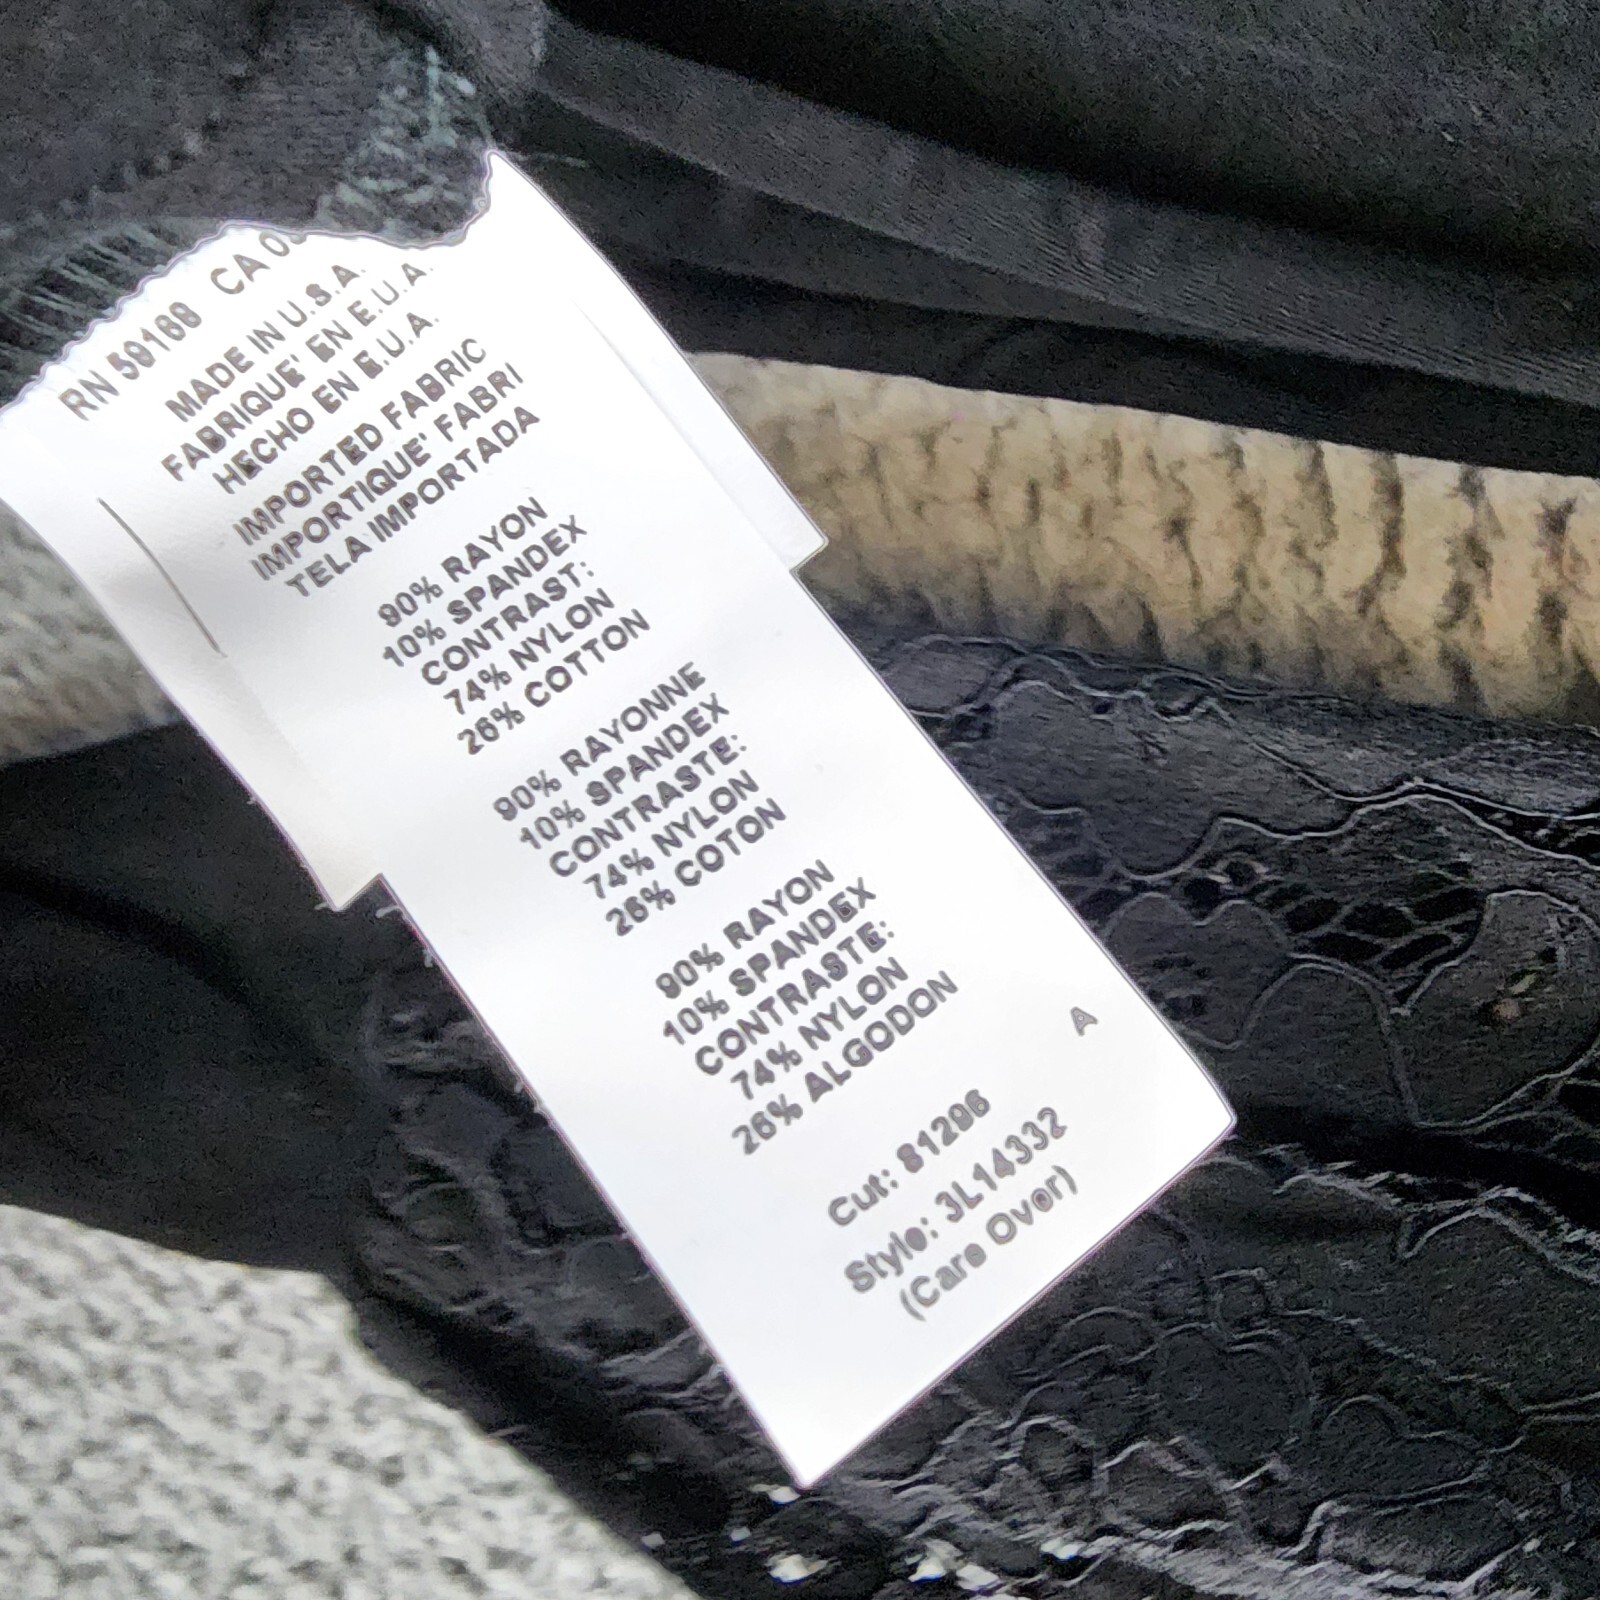 RN 59168 CA
MADE IN U.S.A.
FABRIQUE' EN E.U.A.
HECHO EN E.U.A.
IMPORTED FABRIC
IMPORTIQUE' FABRI
TELA IMPORTADA
90% RAYON
10% SPANDEX
CONTRAST:
74% NYLON
26% COTTON
90% RAYONNE
10% SPANDEX
CONTRASTE:
74% NYLON
26% COTON
90% RAYON
10% SPANDEX
CONTRASTE:
74% NYLON
26% ALGODON
A
Cut: 81296
Style: 3L14332
(Care Over)